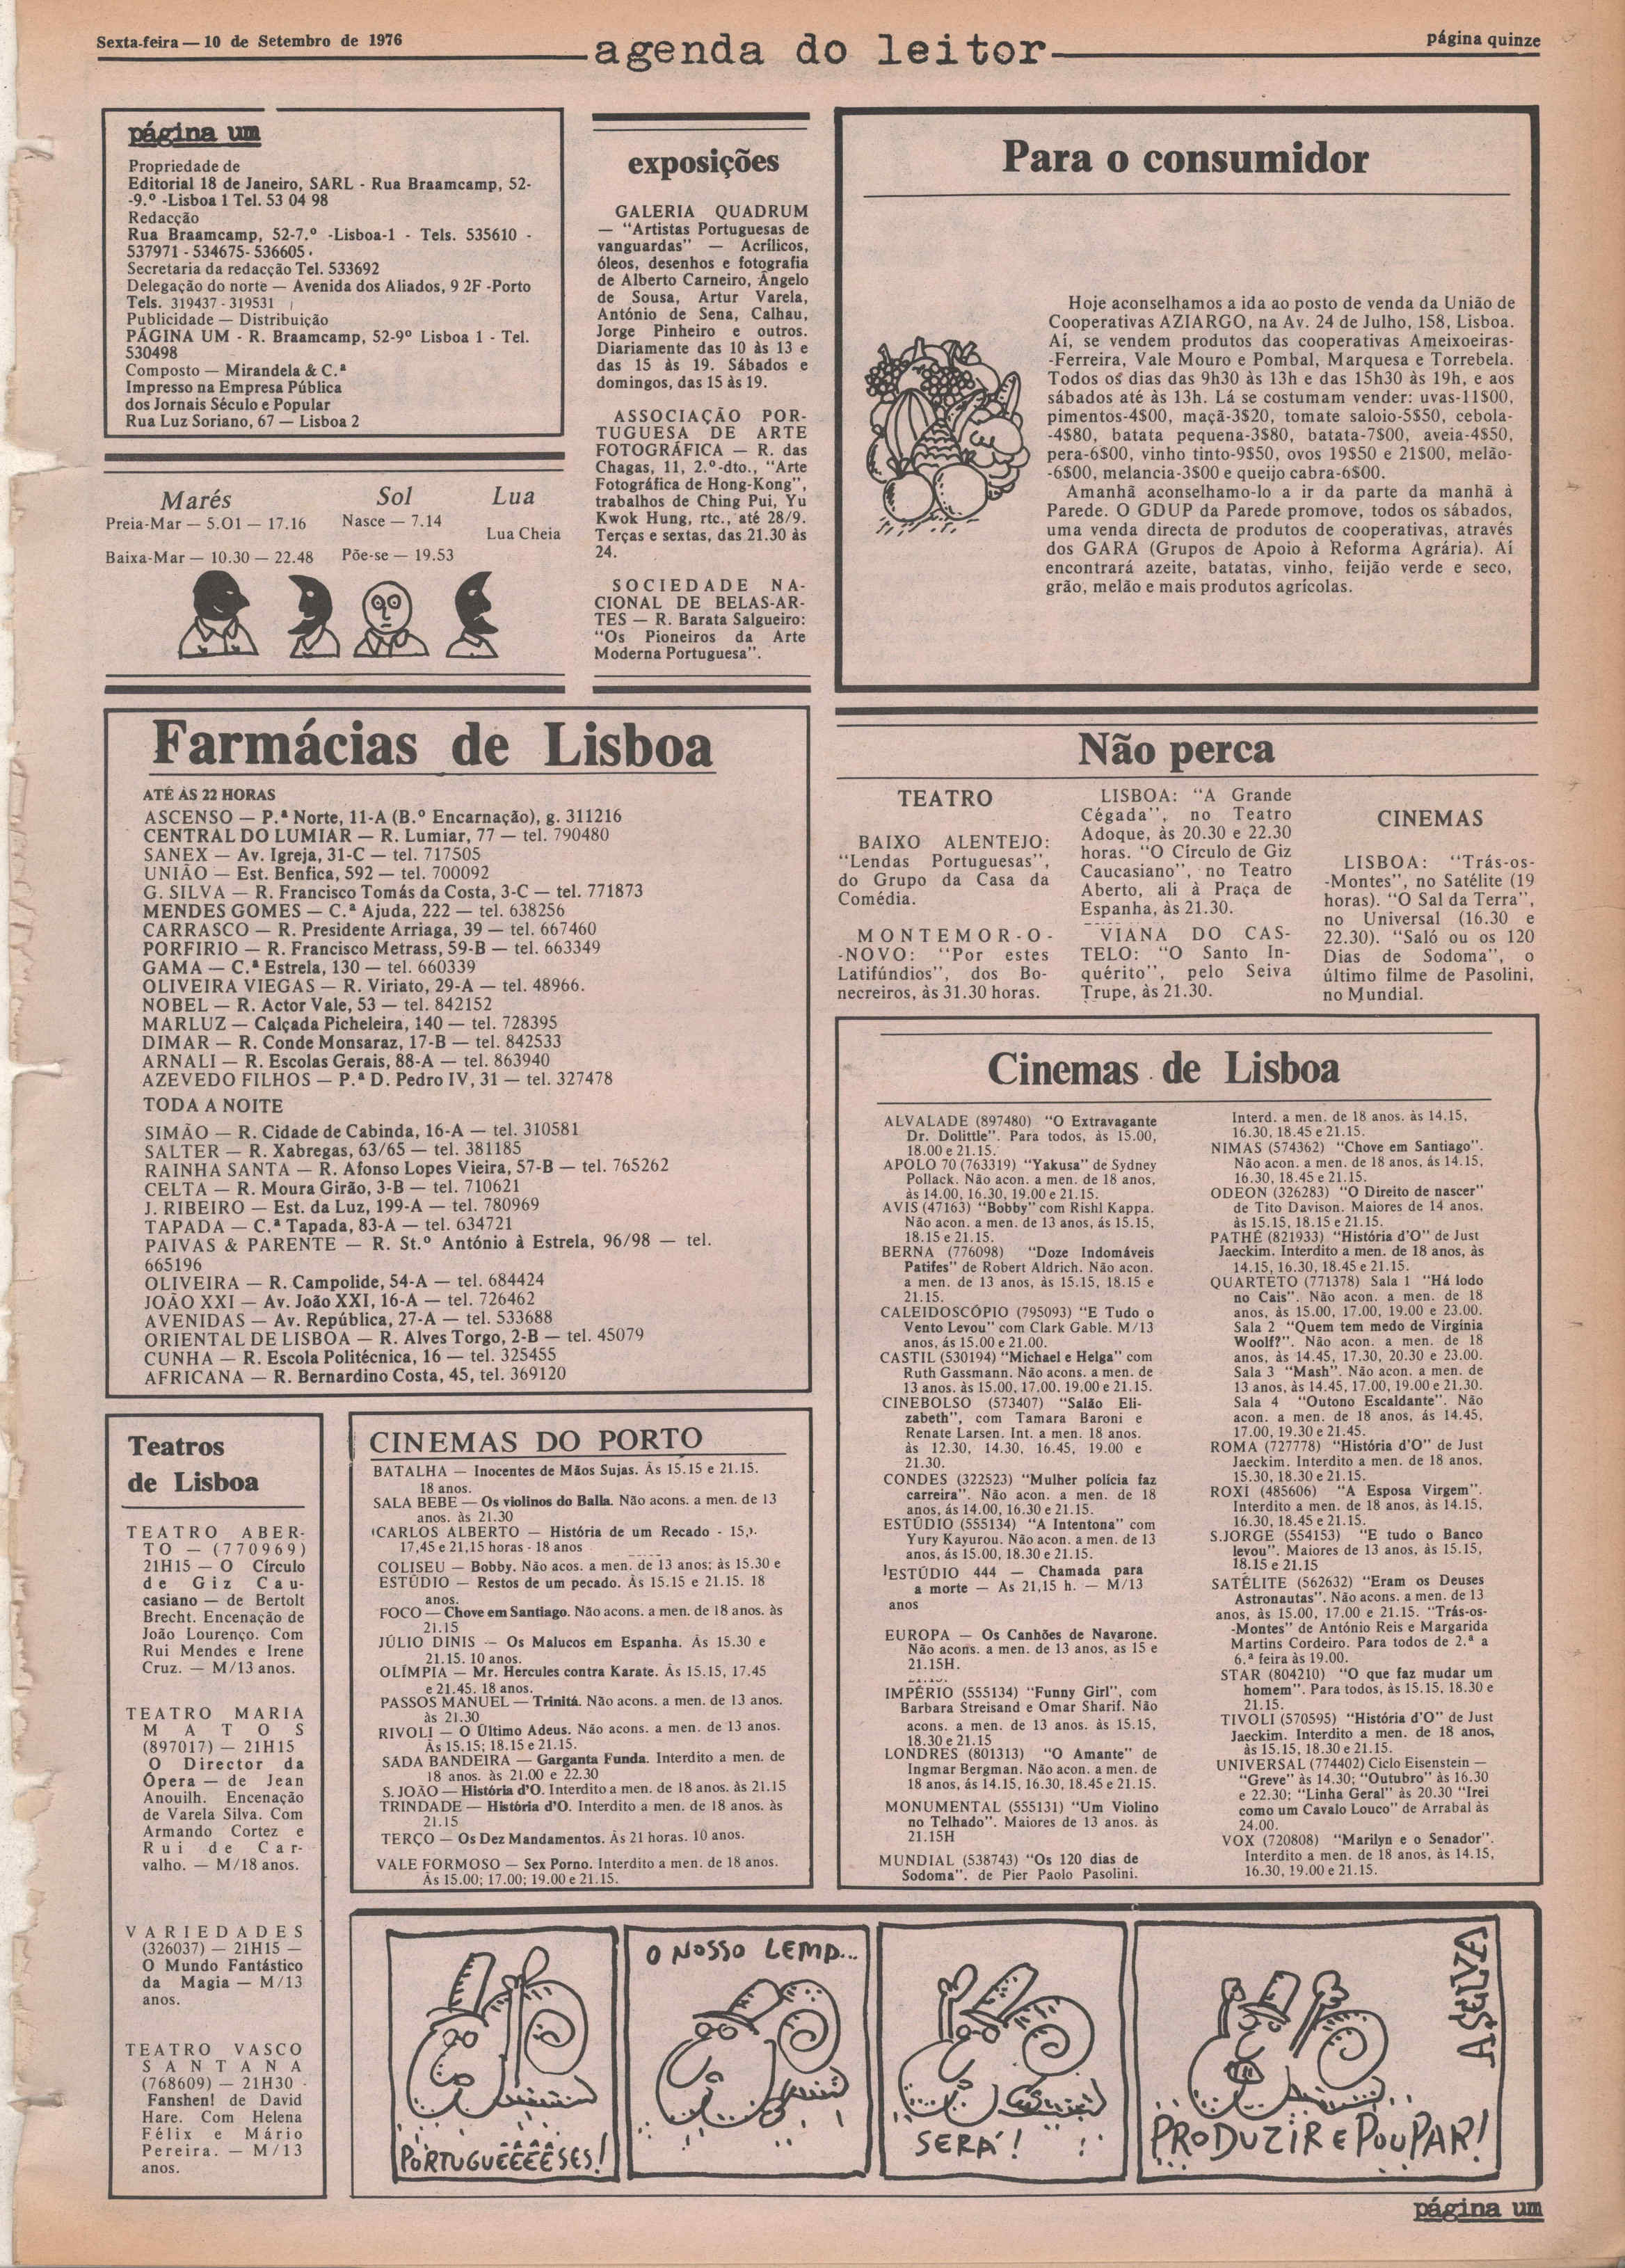 Sexta-feira — 10 de Setembro de 1976
agenda do leitor
página quinze
página um
Propriedade de
Editorial 18 de Janeiro, SARL - Rua Braamcamp, 52-
-9.º -Lisboa 1 Tel. 53 04 98
Redacção
Rua Braamcamp, 52-7.º -Lisboa-1 - Tels. 535610 -
537971 - 534675- 536605 ·
Secretaria da redacção Tel. 533692
Delegação do norte — Avenida dos Aliados, 9 2F -Porto
Tels. 319437 - 319531
Publicidade — Distribuição
PÁGINA UM - R. Braamcamp, 52-9º Lisboa 1 - Tel.
530498
Composto — Mirandela & C.ª
Impresso na Empresa Pública
dos Jornais Século e Popular
Rua Luz Soriano, 67 — Lisboa 2
Marés
Preia-Mar — 5.O1 — 17.16
Baixa-Mar — 10.30 — 22.48
Sol
Nasce — 7.14
Põe-se — 19.53
Lua
Lua Cheia
exposições
GALERIA QUADRUM
— "Artistas Portuguesas de
vanguardas" — Acrílicos,
óleos, desenhos e fotografia
de Alberto Carneiro, Ângelo
de Sousa, Artur Varela,
António de Sena, Calhau,
Jorge Pinheiro e outros.
Diariamente das 10 às 13 e
das 15 às 19. Sábados e
domingos, das 15 às 19.
ASSOCIAÇÃO POR-
TUGUESA DE ARTE
FOTOGRÁFICA — R. das
Chagas, 11, 2.º-dto., "Arte
Fotográfica de Hong-Kong",
trabalhos de Ching Pui, Yu
Kwok Hung, rtc., até 28/9.
Terças e sextas, das 21.30 às
24.
SOCIEDADE NA-
CIONAL DE BELAS-AR-
TES — R. Barata Salgueiro:
"Os Pioneiros da Arte
Moderna Portuguesa".
Para o consumidor
Hoje aconselhamos a ida ao posto de venda da União de
Cooperativas AZIARGO, na Av. 24 de Julho, 158, Lisboa.
Aí, se vendem produtos das cooperativas Ameixoeiras-
-Ferreira, Vale Mouro e Pombal, Marquesa e Torrebela.
Todos os dias das 9h30 às 13h e das 15h30 às 19h, e aos
sábados até às 13h. Lá se costumam vender: uvas-11$00,
pimentos-4$00, maçã-3$20, tomate saloio-5$50, cebola-
-4$80, batata pequena-3$80, batata-7$00, aveia-4$50,
pera-6$00, vinho tinto-9$50, ovos 19$50 e 21$00, melão-
-6$00, melancia-3$00 e queijo cabra-6$00.
Amanhã aconselhamo-lo a ir da parte da manhã à
Parede. O GDUP da Parede promove, todos os sábados,
uma venda directa de produtos de cooperativas, através
dos GARA (Grupos de Apoio à Reforma Agrária). Aí
encontrará azeite, batatas, vinho, feijão verde e seco,
grão, melão e mais produtos agrícolas.
Farmácias de Lisboa
ATÉ ÀS 22 HORAS
ASCENSO — P.ª Norte, 11-A (B.º Encarnação), g. 311216
CENTRAL DO LUMIAR — R. Lumiar, 77 — tel. 790480
SANEX — Av. Igreja, 31-C — tel. 717505
UNIÃO — Est. Benfica, 592 — tel. 700092
G. SILVA — R. Francisco Tomás da Costa, 3-C — tel. 771873
MENDES GOMES — C.ª Ajuda, 222 — tel. 638256
CARRASCO — R. Presidente Arriaga, 39 — tel. 667460
PORFIRIO — R. Francisco Metrass, 59-B — tel. 663349
GAMA — C.ª Estrela, 130 — tel. 660339
OLIVEIRA VIEGAS — R. Viriato, 29-A — tel. 48966.
NOBEL — R. Actor Vale, 53 — tel. 842152
MARLUZ — Calçada Picheleira, 140 — tel. 728395
DIMAR — R. Conde Monsaraz, 17-B — tel. 842533
ARNALI — R. Escolas Gerais, 88-A — tel. 863940
AZEVEDO FILHOS — P.ª D. Pedro IV, 31 — tel. 327478
TODA A NOITE
SIMÃO — R. Cidade de Cabinda, 16-A — tel. 310581
SALTER — R. Xabregas, 63/65 — tel. 381185
RAINHA SANTA — R. Afonso Lopes Vieira, 57-B — tel. 765262
CELTA — R. Moura Girão, 3-B — tel. 710621
J. RIBEIRO — Est. da Luz, 199-A — tel. 780969
TAPADA — C.ª Tapada, 83-A — tel. 634721
PAIVAS & PARENTE — R. St.º António à Estrela, 96/98 — tel.
665196
OLIVEIRA — R. Campolide, 54-A — tel. 684424
JOÃO XXI — Av. João XXI, 16-A — tel. 726462
AVENIDAS — Av. República, 27-A — tel. 533688
ORIENTAL DE LISBOA — R. Alves Torgo, 2-B — tel. 45079
CUNHA — R. Escola Politécnica, 16 — tel. 325455
AFRICANA — R. Bernardino Costa, 45, tel. 369120
Não perca
TEATRO
BAIXO ALENTEJO:
"Lendas Portuguesas",
do Grupo da Casa da
Comédia.
MONTEMOR-O-
-NOVO: "Por estes
Latifúndios", dos Bo-
necreiros, às 31.30 horas.
LISBOA: "A Grande
Cégada", no Teatro
Adoque, às 20.30 e 22.30
horas. "O Círculo de Giz
Caucasiano", no Teatro
Aberto, ali à Praça de
Espanha, às 21.30.
VIANA DO CAS-
TELO: "O Santo In-
quérito", pelo Seiva
Trupe, às 21.30.
CINEMAS
LISBOA: "Trás-os-
-Montes", no Satélite (19
horas). "O Sal da Terra",
no Universal (16.30 e
22.30). "Saló ou os 120
Dias de Sodoma", o
último filme de Pasolini,
no Mundial.
Cinemas de Lisboa
ALVALADE (897480) "O Extravagante
Dr. Dolittle". Para todos, às 15.00,
18.00 e 21.15.
APOLO 70 (763319) "Yakusa" de Sydney
Pollack. Não acon. a men. de 18 anos,
às 14.00, 16.30, 19.00 e 21.15.
AVIS (47163) "Bobby" com Rishl Kappa.
Não acon. a men. de 13 anos, ás 15.15,
18.15 e 21.15.
BERNA (776098) "Doze Indomáveis
Patifes" de Robert Aldrich. Não acon.
a men. de 13 anos, às 15.15, 18.15 e
21.15.
CALEIDOSCÓPIO (795093) "E Tudo o
Vento Levou" com Clark Gable. M/13
anos, ás 15.00 e 21.00.
CASTIL (530194) "Michael e Helga" com
Ruth Gassmann. Não acons. a men. de
13 anos. às 15.00, 17.00, 19.00 e 21.15.
CINEBOLSO (573407) "Salão Eli-
zabeth", com Tamara Baroni e
Renate Larsen. Int. a men. 18 anos.
às 12.30, 14.30, 16.45, 19.00 e
21.30.
CONDES (322523) "Mulher polícia faz
carreira". Não acon. a men. de 18
anos, ás 14.00, 16.30 e 21.15.
ESTÚDIO (555134) "A Intentona" com
Yury Kayurou. Não acon. a men. de 13
anos, ás 15.00, 18.30 e 21.15.
ESTÚDIO 444 — Chamada para
a morte — As 21,15 h. — M/13
anos
EUROPA — Os Canhões de Navarone.
Não acons. a men. de 13 anos, às 15 e
21.15H.
IMPÉRIO (555134) "Funny Girl", com
Barbara Streisand e Omar Sharif. Não
acons. a men. de 13 anos. às 15.15,
18.30 e 21.15
LONDRES (801313) "O Amante" de
Ingmar Bergman. Não acon. a men. de
18 anos, ás 14.15, 16.30, 18.45 e 21.15.
MONUMENTAL (555131) "Um Violino
no Telhado". Maiores de 13 anos. às
21.15H
MUNDIAL (538743) "Os 120 dias de
Sodoma". de Pier Paolo Pasolini.
Interd. a men. de 18 anos. às 14.15,
16.30, 18.45 e 21.15.
NIMAS (574362) "Chove em Santiago".
Não acon. a men. de 18 anos, ás 14.15,
16.30, 18.45 e 21.15.
ODEON (326283) "O Direito de nascer"
de Tito Davison. Maiores de 14 anos,
às 15.15, 18.15 e 21.15.
PATHÉ (821933) "História d'O" de Just
Jaeckim. Interdito a men. de 18 anos, às
14.15, 16.30, 18.45 e 21.15.
QUARTETO (771378) Sala 1 "Há lodo
no Cais". Não acon. a men. de 18
anos, às 15.00, 17.00, 19.00 e 23.00.
Sala 2 "Quem tem medo de Virgínia
Woolf?". Não acon. a men. de 18
anos, às 14.45, 17.30, 20.30 e 23.00.
Sala 3 "Mash". Não acon. a men. de
13 anos, às 14.45, 17.00, 19.00 e 21.30.
Sala 4 "Outono Escaldante". Não
acon. a men. de 18 anos, ás 14.45,
17.00, 19.30 e 21.45.
ROMA (727778) "História d'O" de Just
Jaeckim. Interdito a men. de 18 anos,
15.30, 18.30 e 21.15.
ROXI (485606) "A Esposa Virgem".
Interdito a men. de 18 anos, às 14.15,
16.30, 18.45 e 21.15.
S.JORGE (554153) "E tudo o Banco
levou". Maiores de 13 anos, às 15.15,
18.15 e 21.15
SATÉLITE (562632) "Eram os Deuses
Astronautas". Não acons. a men. de 13
anos, às 15.00, 17.00 e 21.15. "Trás-os-
-Montes" de António Reis e Margarida
Martins Cordeiro. Para todos de 2.ª a
6.ª feira às 19.00.
STAR (804210) "O que faz mudar um
homem". Para todos, às 15.15, 18.30 e
21.15.
TIVOLI (570595) "História d'O" de Just
Jaeckim. Interdito a men. de 18 anos,
às 15.15, 18.30 e 21.15.
UNIVERSAL (774402) Ciclo Eisenstein —
"Greve" às 14.30; "Outubro" às 16.30
e 22.30; "Linha Geral" às 20.30 "Irei
como um Cavalo Louco" de Arrabal às
24.00.
VOX (720808) "Marilyn e o Senador".
Interdito a men. de 18 anos, às 14.15,
16.30, 19.00 e 21.15.
Teatros
de Lisboa
TEATRO ABER-
TO — (770969)
21H15 — O Círculo
de Giz Cau-
casiano — de Bertolt
Brecht. Encenação de
João Lourenço. Com
Rui Mendes e Irene
Cruz. — M/13 anos.
TEATRO MARIA
MATOS
(897017) — 21H15
O Director da
Ópera — de Jean
Anouilh. Encenação
de Varela Silva. Com
Armando Cortez e
Rui de Car-
valho. — M/18 anos.
VARIEDADES
(326037) — 21H15 —
O Mundo Fantástico
da Magia — M/13
anos.
TEATRO VASCO
SANTANA
(768609) — 21H30 -
Fanshen! de David
Hare. Com Helena
Félix e Mário
Pereira. — M/13
anos.
CINEMAS DO PORTO
BATALHA — Inocentes de Mãos Sujas. Às 15.15 e 21.15.
18 anos.
SALA BEBE — Os violinos do Balla. Não acons. a men. de 13
anos. às 21.30
CARLOS ALBERTO — História de um Recado - 15,
17,45 e 21,15 horas - 18 anos
COLISEU — Bobby. Não acos. a men. de 13 anos; às 15.30 e
ESTÚDIO — Restos de um pecado. Às 15.15 e 21.15. 18
anos.
FOCO — Chove em Santiago. Não acons. a men. de 18 anos. às
21.15
JÚLIO DINIS — Os Malucos em Espanha. Às 15.30 e
21.15. 10 anos.
OLÍMPIA — Mr. Hercules contra Karate. Às 15.15, 17.45
e 21.45. 18 anos.
PASSOS MANUEL — Trinitá. Não acons. a men. de 13 anos.
às 21.30
RIVOLI — O Último Adeus. Não acons. a men. de 13 anos.
Às 15.15; 18.15 e 21.15.
SADA BANDEIRA — Garganta Funda. Interdito a men. de
18 anos. às 21.00 e 22.30
S. JOÃO — História d'O. Interdito a men. de 18 anos. às 21.15
TRINDADE — História d'O. Interdito a men. de 18 anos. às
21.15
TERÇO — Os Dez Mandamentos. Às 21 horas. 10 anos.
VALE FORMOSO — Sex Porno. Interdito a men. de 18 anos.
Às 15.00; 17.00; 19.00 e 21.15.
PORTUGUÊÊÊÊSES!
O NOSSO LEMP...
SERÁ!
PRODUZIR E POUPAR!
A SELVA
página um